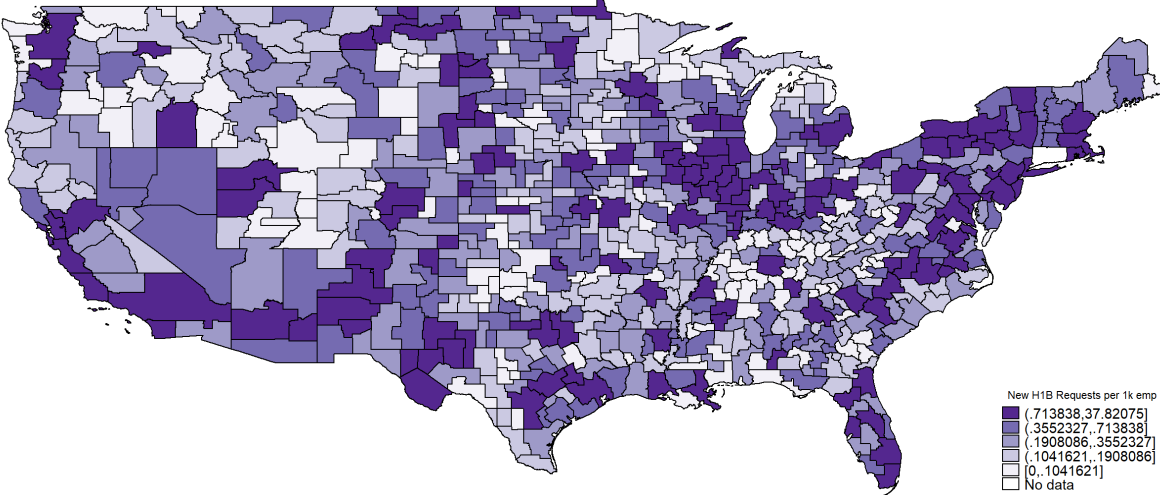 New H1B Requests per 1k emp
(.713838,37.82075]
(.3552327,.713838]
(.1908086,.3552327]
(.1041621,.1908086]
[0,.1041621]
No data